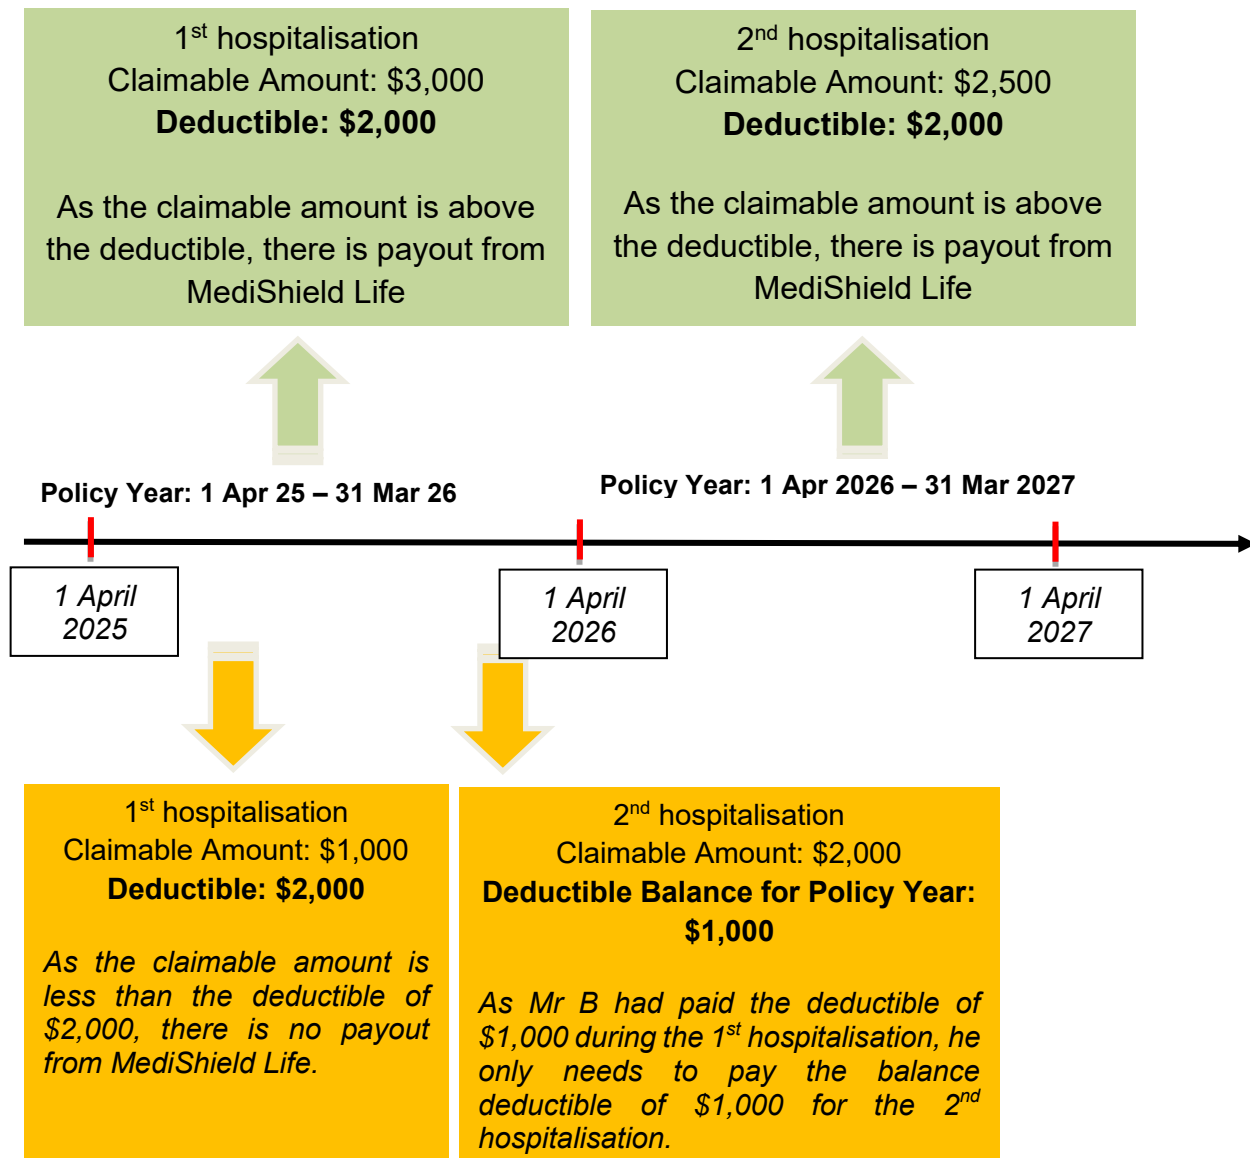 1st hospitalisation
Claimable Amount: $3,000
Deductible: $2,000
As the claimable amount is above
the deductible, there is payout from
MediShield Life
2nd hospitalisation
Claimable Amount: $2,500
Deductible: $2,000
As the claimable amount is above
the deductible, there is payout from
MediShield Life
Policy Year: 1 Apr 25 – 31 Mar 26
Policy Year: 1 Apr 2026 – 31 Mar 2027
1 April
2025
1 April
2026
1 April
2027
1st hospitalisation
Claimable Amount: $1,000
Deductible: $2,000
As the claimable amount is
less than the deductible of
$2,000, there is no payout
from MediShield Life.
2nd hospitalisation
Claimable Amount: $2,000
Deductible Balance for Policy Year:
$1,000
As Mr B had paid the deductible of
$1,000 during the 1st hospitalisation, he
only needs to pay the balance
deductible of $1,000 for the 2nd
hospitalisation.